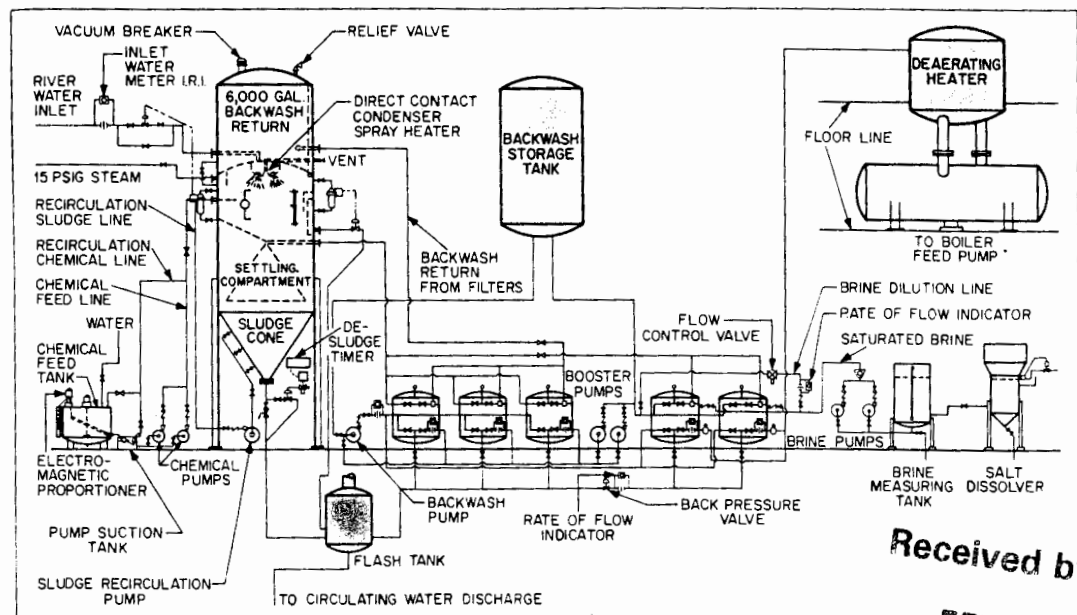 VACUUM BREAKER
RELIEF VALVE
INLET
WATER
METER I.R.I.
RIVER
WATER
INLET
6,000 GAL.
BACKWASH
RETURN
DIRECT CONTACT
CONDENSER
SPRAY HEATER
VENT
15 PSIG STEAM
RECIRCULATION
SLUDGE LINE
RECIRCULATION
CHEMICAL LINE
CHEMICAL
FEED LINE
WATER
CHEMICAL
FEED
TANK
SETTLING
COMPARTMENT
SLUDGE
CONE
DE-
SLUDGE
TIMER
BACKWASH
RETURN
FROM FILTERS
BACKWASH
STORAGE
TANK
DEAERATING
HEATER
FLOOR LINE
TO BOILER
FEED PUMP
BRINE DILUTION LINE
RATE OF FLOW
INDICATOR
SATURATED BRINE
FLOW
CONTROL VALVE
BOOSTER
PUMPS
BRINE PUMPS
BRINE
MEASURING
TANK
SALT
DISSOLVER
ELECTRO-
MAGNETIC
PROPORTIONER
CHEMICAL
PUMPS
PUMP SUCTION
TANK
SLUDGE RECIRCULATION
PUMP
BACKWASH
PUMP
FLASH TANK
RATE OF FLOW
INDICATOR
BACK PRESSURE
VALVE
TO CIRCULATING WATER DISCHARGE
Received b